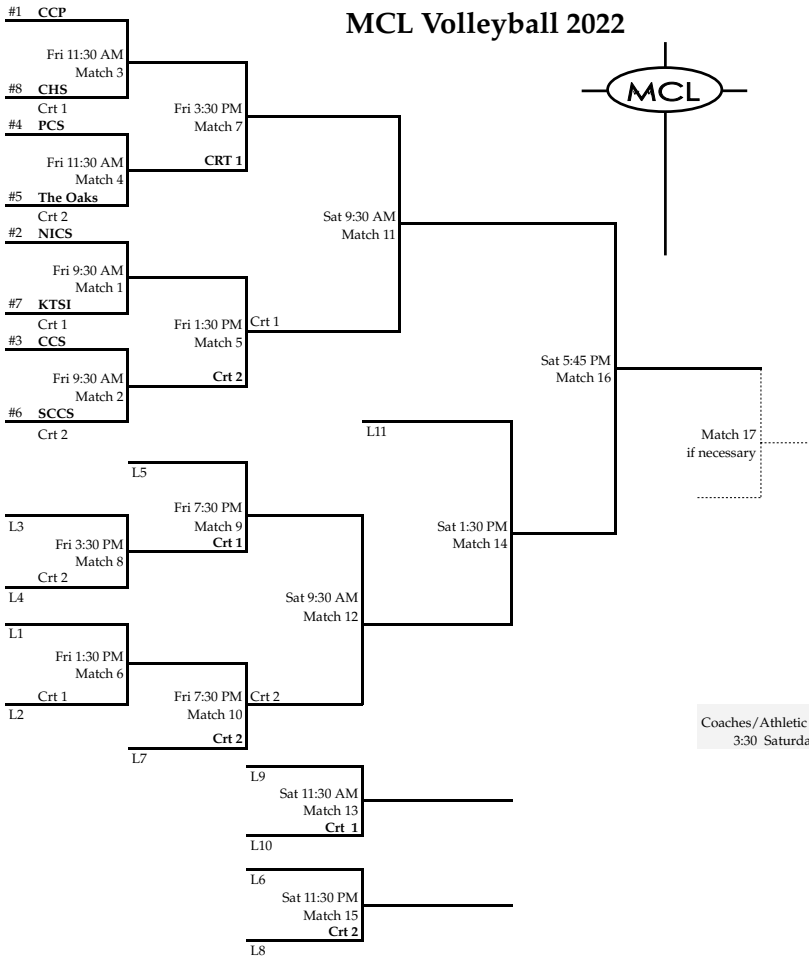 MCL Volleyball 2022
MCL
#1 CCP
Fri 11:30 AM
Match 3
#8 CHS
Crt 1
#4 PCS
Fri 11:30 AM
Match 4
#5 The Oaks
Crt 2
#2 NICS
Fri 9:30 AM
Match 1
#7 KTSI
Crt 1
#3 CCS
Fri 9:30 AM
Match 2
#6 SCCS
Crt 2
Fri 3:30 PM
Match 7
CRT 1
Fri 1:30 PM
Match 5
Crt 2
Sat 9:30 AM
Match 11
Crt 1
Sat 5:45 PM
Match 16
Match 17
if necessary
L11
L5
Fri 7:30 PM
Match 9
Crt 1
L3
Fri 3:30 PM
Match 8
Crt 2
L4
L1
Fri 1:30 PM
Match 6
Crt 1
L2
Sat 1:30 PM
Match 14
Sat 9:30 AM
Match 12
Crt 2
Fri 7:30 PM
Match 10
Crt 2
L7
L9
Sat 11:30 AM
Match 13
Crt 1
L10
L6
Sat 11:30 PM
Match 15
Crt 2
L8
Coaches/Athletic
3:30 Saturda